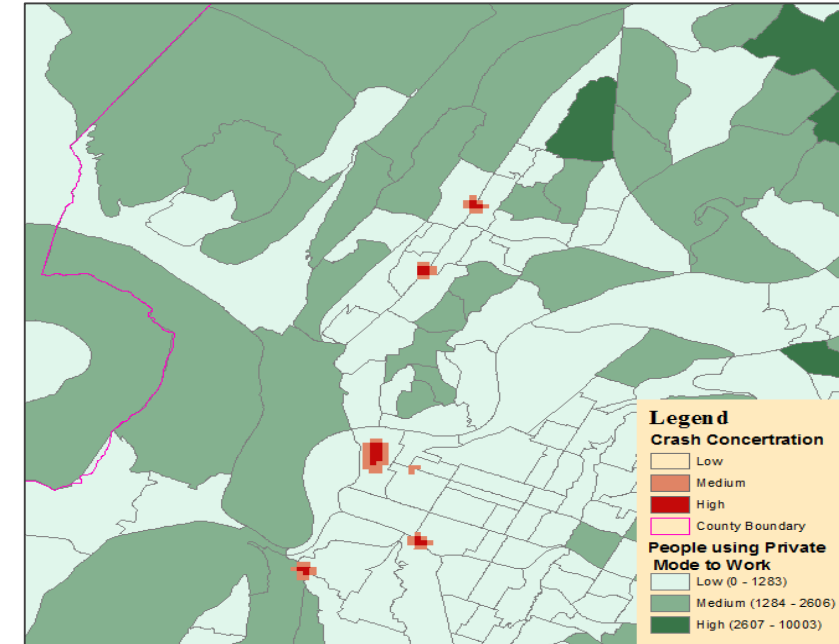 Legend
Crash Concertration
Low
Medium
High
County Boundary
People using Private
Mode to Work
Low (0 - 1283)
Medium (1284 - 2606)
High (2607 - 10003)